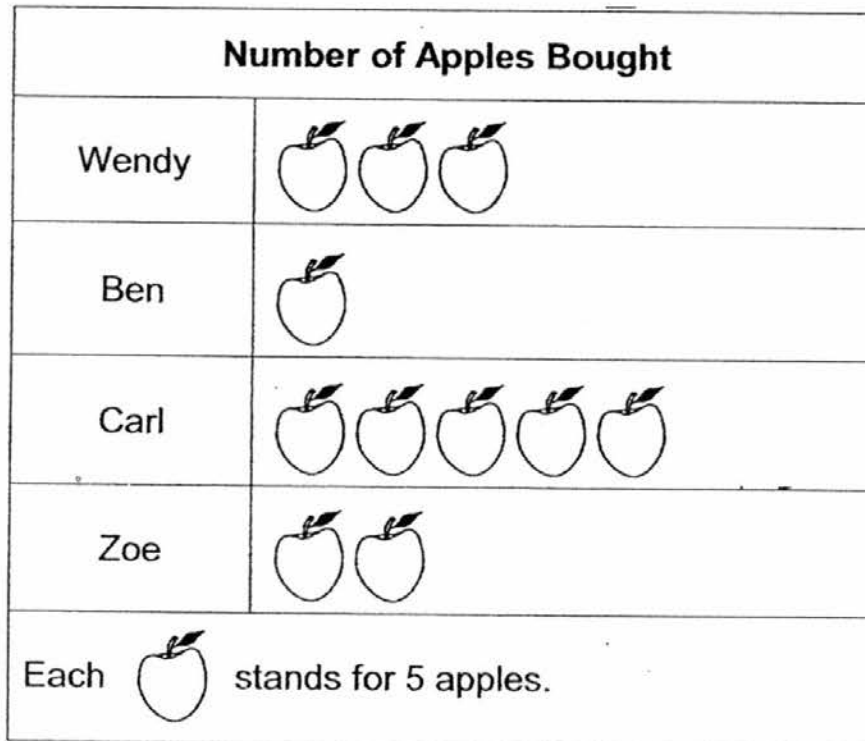 Number of Apples Bought
Wendy
Ben
Carl
Zoe
Each stands for 5 apples.